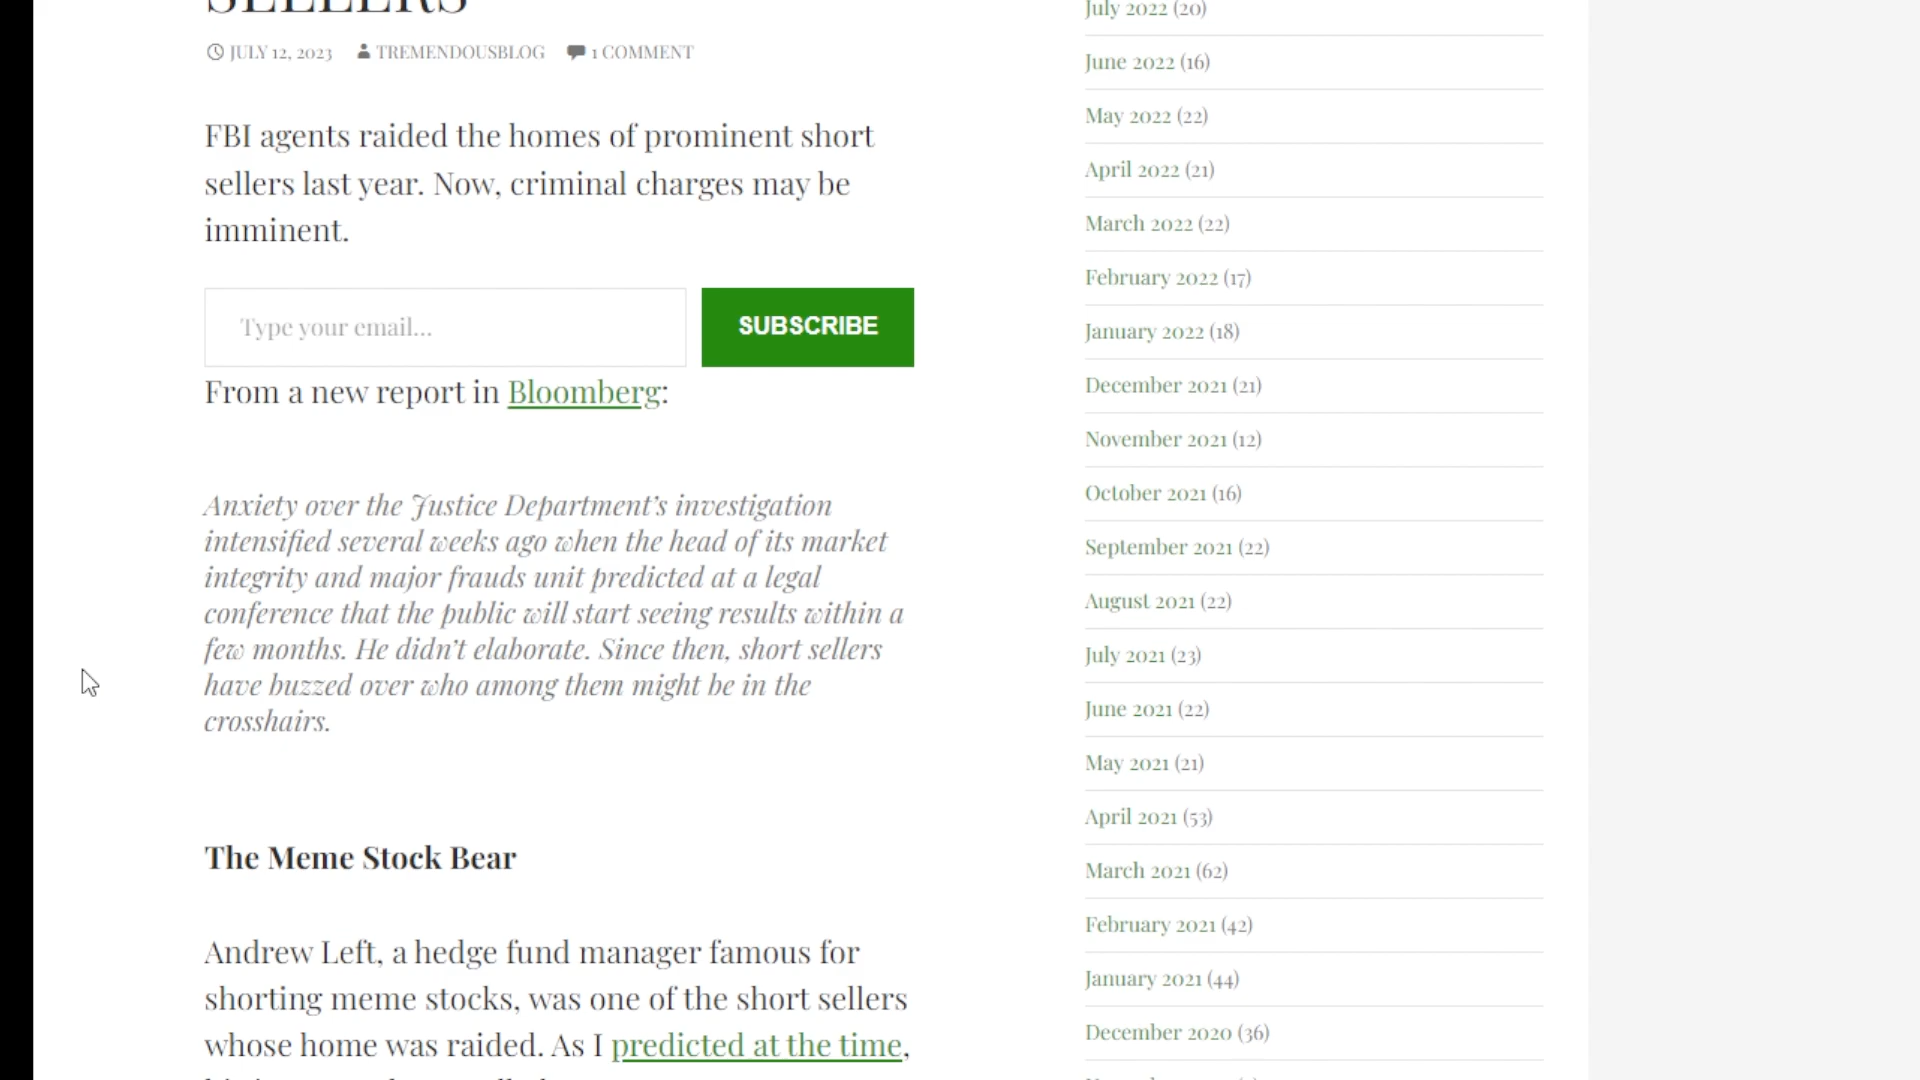 SELLERS
JULY 12, 2023 TREMENDOUSBLOG 1 COMMENT
FBI agents raided the homes of prominent short
sellers last year. Now, criminal charges may be
imminent.
Type your email...
SUBSCRIBE
From a new report in Bloomberg:
Anxiety over the Justice Department’s investigation
intensified several weeks ago when the head of its market
integrity and major frauds unit predicted at a legal
conference that the public will start seeing results within a
few months. He didn’t elaborate. Since then, short sellers
have buzzed over who among them might be in the
crosshairs.
The Meme Stock Bear
Andrew Left, a hedge fund manager famous for
shorting meme stocks, was one of the short sellers
whose home was raided. As I predicted at the time,
July 2022 (20)
June 2022 (16)
May 2022 (22)
April 2022 (21)
March 2022 (22)
February 2022 (17)
January 2022 (18)
December 2021 (21)
November 2021 (12)
October 2021 (16)
September 2021 (22)
August 2021 (22)
July 2021 (23)
June 2021 (22)
May 2021 (21)
April 2021 (53)
March 2021 (62)
February 2021 (42)
January 2021 (44)
December 2020 (36)